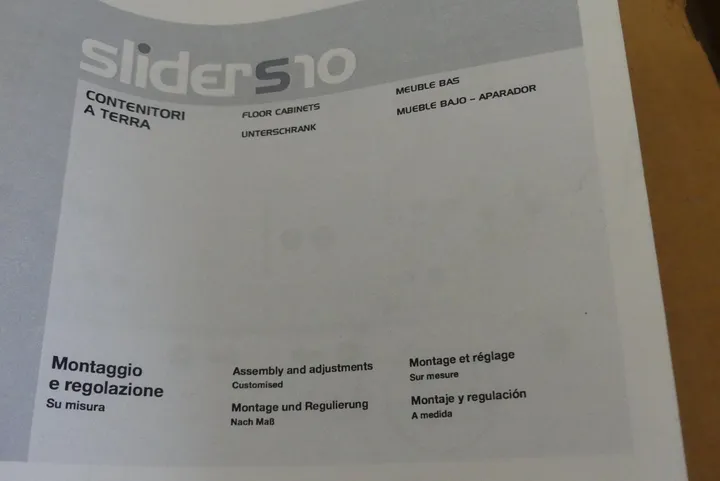 sliderS10
CONTENITORI
A TERRA
FLOOR CABINETS
UNTERSCHRANK
MEUBLE BAS
MUEBLE BAJO – APARADOR
Montaggio
e regolazione
Su misura
Assembly and adjustments
Customised
Montage und Regulierung
Nach Maß
Montage et réglage
Sur mesure
Montaje y regulación
A medida